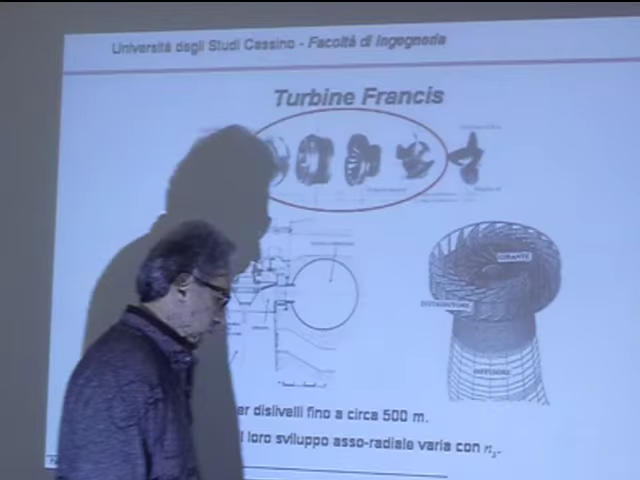 Università degli Studi Cassino - Facoltà di Ingegneria
Turbine Francis
GIRANTE
DISTRIBUTORE
DIFFUSORE
er dislivelli fino a circa 500 m.
l loro sviluppo asso-radiale varia con nₛ.